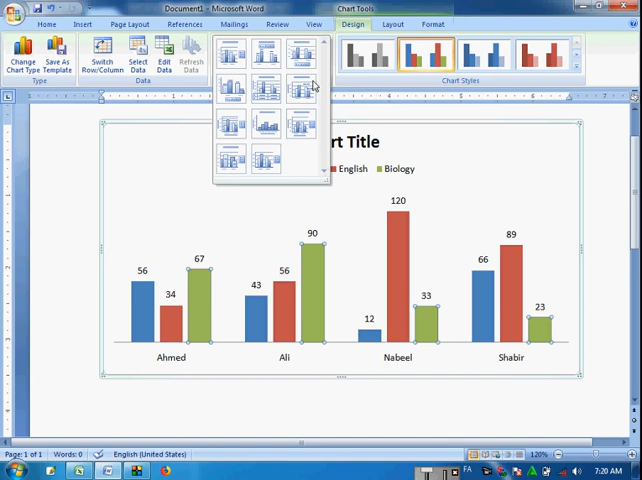 Document1 - Microsoft Word
Chart Tools
Home Insert Page Layout References Mailings Review View Design Layout Format
Change Chart Type
Save As Template
Switch Row/Column
Select Data
Edit Data
Refresh Data
Type
Data
Chart Styles
rt Title
English Biology
56 34 67
43 56 90
12 120 33
66 89 23
Ahmed Ali Nabeel Shabir
Page: 1 of 1 Words: 0 English (United States) 120%
FA 7:20 AM